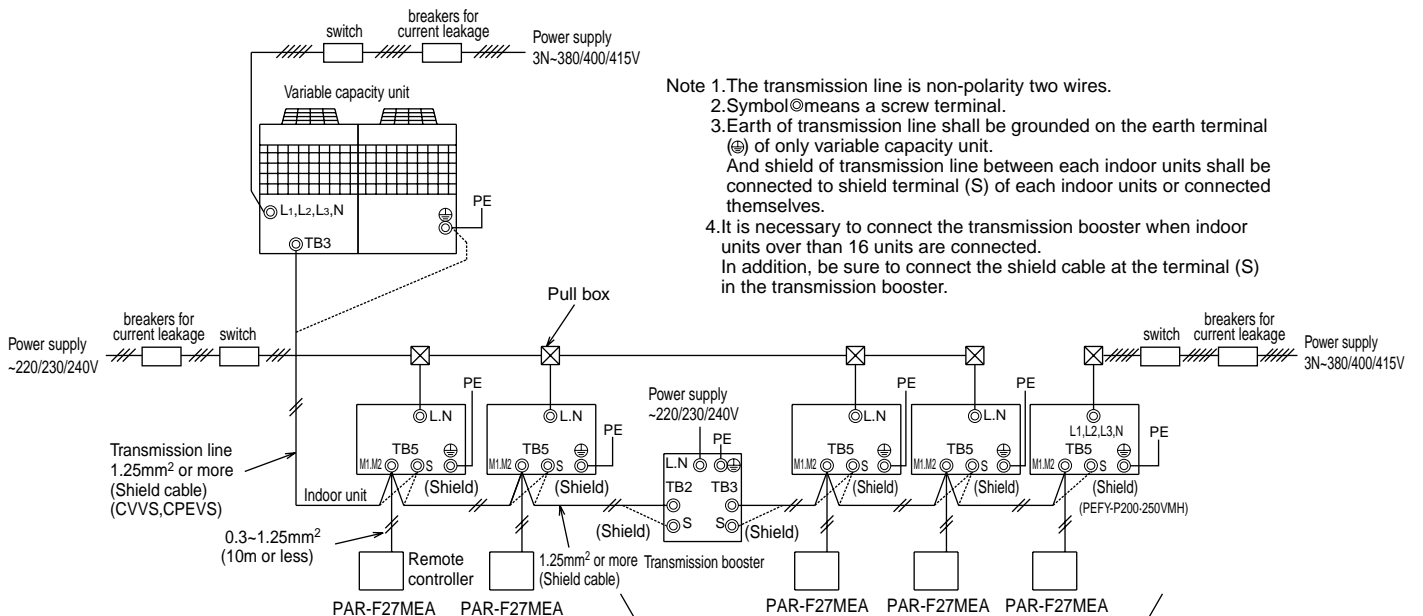 breakers for
current leakage
switch
Power supply
3N~380/400/415V
Variable capacity unit
L1,L2,L3,N
PE
TB3
Note 1.The transmission line is non-polarity two wires.
2.Symbol◎means a screw terminal.
3.Earth of transmission line shall be grounded on the earth terminal
(⏚) of only variable capacity unit.
And shield of transmission line between each indoor units shall be
connected to shield terminal (S) of each indoor units or connected
themselves.
4.It is necessary to connect the transmission booster when indoor
units over than 16 units are connected.
In addition, be sure to connect the shield cable at the terminal (S)
in the transmission booster.
Pull box
breakers for
current leakage
switch
Power supply
~220/230/240V
switch
breakers for
current leakage
Power supply
3N~380/400/415V
L.N
PE
TB5
M1.M2
S
(Shield)
L.N
PE
TB5
M1.M2
S
(Shield)
Power supply
~220/230/240V
PE
L.N
TB2
TB3
S
S
(Shield)
(Shield)
Transmission booster
L.N
PE
TB5
M1.M2
S
(Shield)
L.N
PE
TB5
M1.M2
S
(Shield)
L1,L2,L3,N
PE
TB5
M1.M2
S
(Shield)
(PEFY-P200-250VMH)
Transmission line
1.25mm² or more
(Shield cable)
(CVVS,CPEVS)
Indoor unit
0.3~1.25mm²
(10m or less)
Remote
controller
1.25mm² or more
(Shield cable)
PAR-F27MEA
PAR-F27MEA
PAR-F27MEA
PAR-F27MEA
PAR-F27MEA